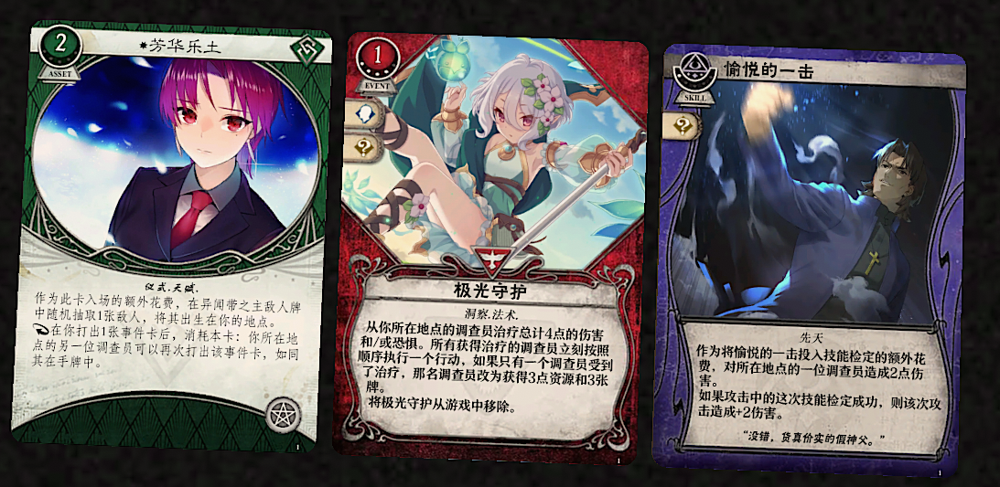 2
ASSET
*芳华乐土
仪式.天赋.
作为此卡入场的额外花费，在异闻带之主敌人牌
中随机抽取1张敌人，将其出生在你的地点。
在你打出1张事件卡后，消耗本卡：你所在地
点的另一位调查员可以再次打出该事件卡，如同
其在手牌中。
1
1
EVENT
?
极光守护
洞察.法术.
从你所在地点的调查员治疗总计4点的伤害
和/或恐惧。所有获得治疗的调查员立刻按照
顺序执行一个行动，如果只有一个调查员受到
了治疗，那名调查员改为获得3点资源和3张
牌。
将极光守护从游戏中移除。
1
SKILL
?
愉悦的一击
先天
作为将愉悦的一击投入技能检定的额外花
费，对所在地点的一位调查员造成2点伤
害。
如果攻击中的这次技能检定成功，则该次攻
击造成+2伤害。
“没错，货真价实的假神父。”
1